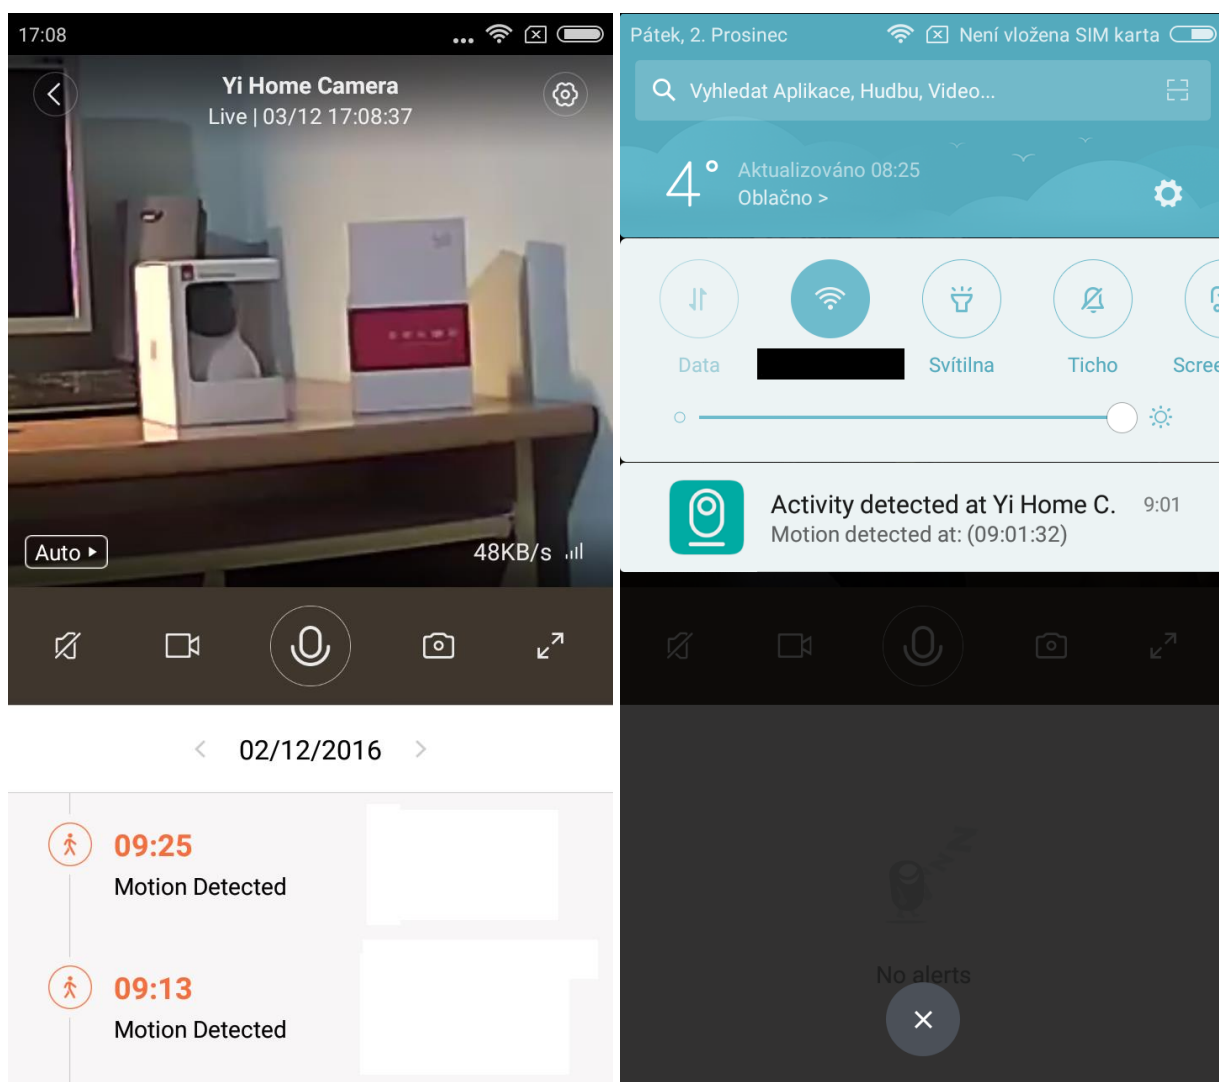 17:08
Yi Home Camera
Live | 03/12 17:08:37
Auto
48KB/s
02/12/2016
09:25
Motion Detected
09:13
Motion Detected
Pátek, 2. Prosinec
Není vložena SIM karta
Vyhledat Aplikace, Hudbu, Video...
4°
Aktualizováno 08:25
Oblačno >
Data
Svítilna
Ticho
Scree
Activity detected at Yi Home C. 9:01
Motion detected at: (09:01:32)
No alerts